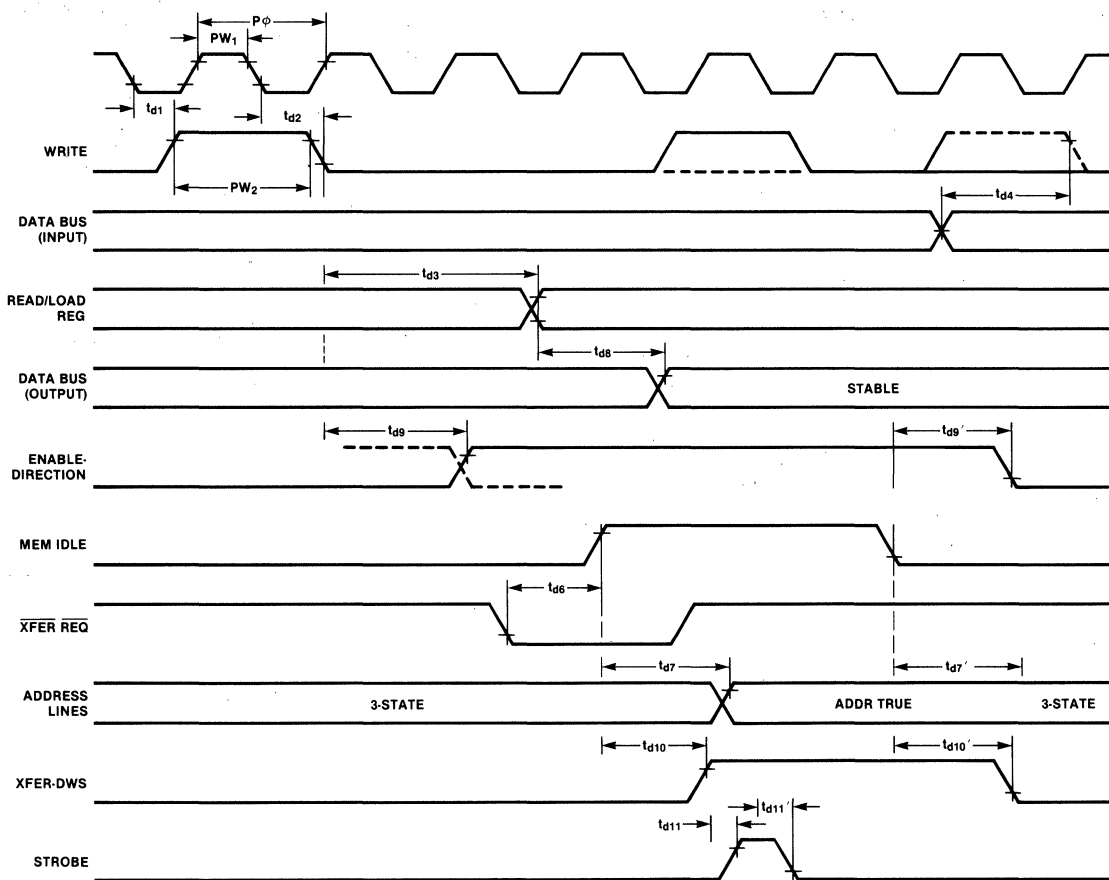 Pϕ
PW1
td1
td2
WRITE
PW2
td4
DATA BUS
(INPUT)
td3
READ/LOAD
REG
td8
DATA BUS
(OUTPUT)
STABLE
td9
td9'
ENABLE-
DIRECTION
MEM IDLE
td6
XFER REQ
td7
td7'
ADDRESS
LINES
3-STATE
ADDR TRUE
3-STATE
td10
td10'
XFER-DWS
td11'
td11
STROBE